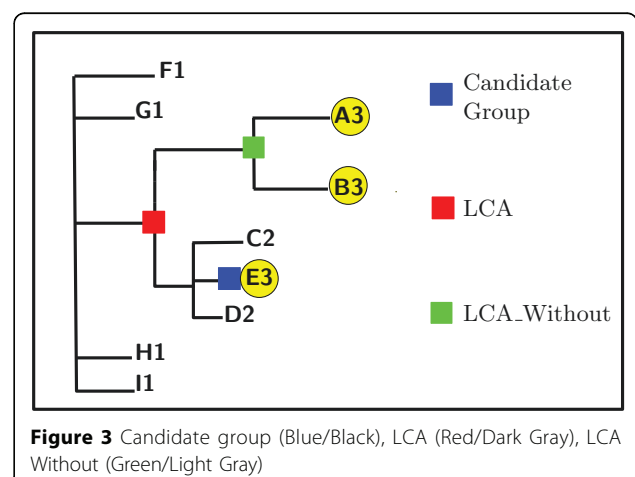 F1
G1
A3
B3
C2
E3
D2
H1
I1
Candidate
Group
LCA
LCA_Without
Figure 3 Candidate group (Blue/Black), LCA (Red/Dark Gray), LCA
Without (Green/Light Gray)